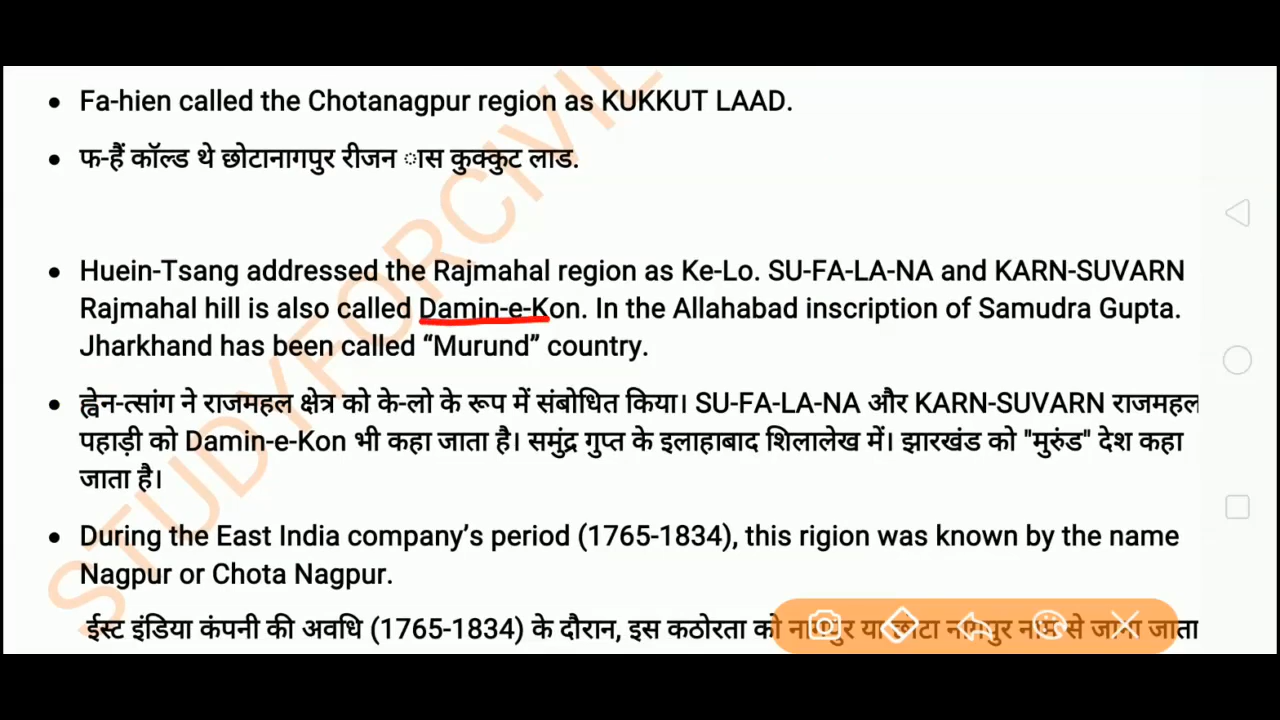 Fa-hien called the Chotanagpur region as KUKKUT LAAD.
फ-हैं कॉल्ड थे छोटानागपुर रीजन ास कुक्कुट लाड.
Huein-Tsang addressed the Rajmahal region as Ke-Lo. SU-FA-LA-NA and KARN-SUVARN
Rajmahal hill is also called Damin-e-Kon. In the Allahabad inscription of Samudra Gupta.
Jharkhand has been called “Murund” country.
ह्वेन-त्सांग ने राजमहल क्षेत्र को के-लो के रूप में संबोधित किया। SU-FA-LA-NA और KARN-SUVARN राजमहल
पहाड़ी को Damin-e-Kon भी कहा जाता है। समुंद्र गुप्त के इलाहाबाद शिलालेख में। झारखंड को "मुरुंड" देश कहा
जाता है।
During the East India company’s period (1765-1834), this rigion was known by the name
Nagpur or Chota Nagpur.
ईस्ट इंडिया कंपनी की अवधि (1765-1834) के दौरान, इस कठोरता को नागपुर या छोटा नागपुर नाम से जाना जाता
STUDYFORCIVIL